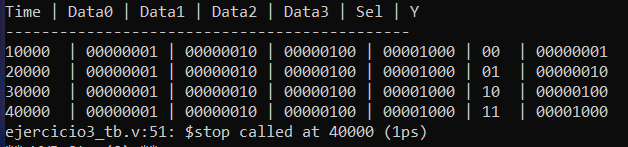 Time | Data0 | Data1 | Data2 | Data3 | Sel | Y
---------------------------------------------
10000  | 00000001 | 00000010 | 00000100 | 00001000 | 00  | 00000001
20000  | 00000001 | 00000010 | 00000100 | 00001000 | 01  | 00000010
30000  | 00000001 | 00000010 | 00000100 | 00001000 | 10  | 00000100
40000  | 00000001 | 00000010 | 00000100 | 00001000 | 11  | 00001000
ejercicio3_tb.v:51: $stop called at 40000 (1ps)